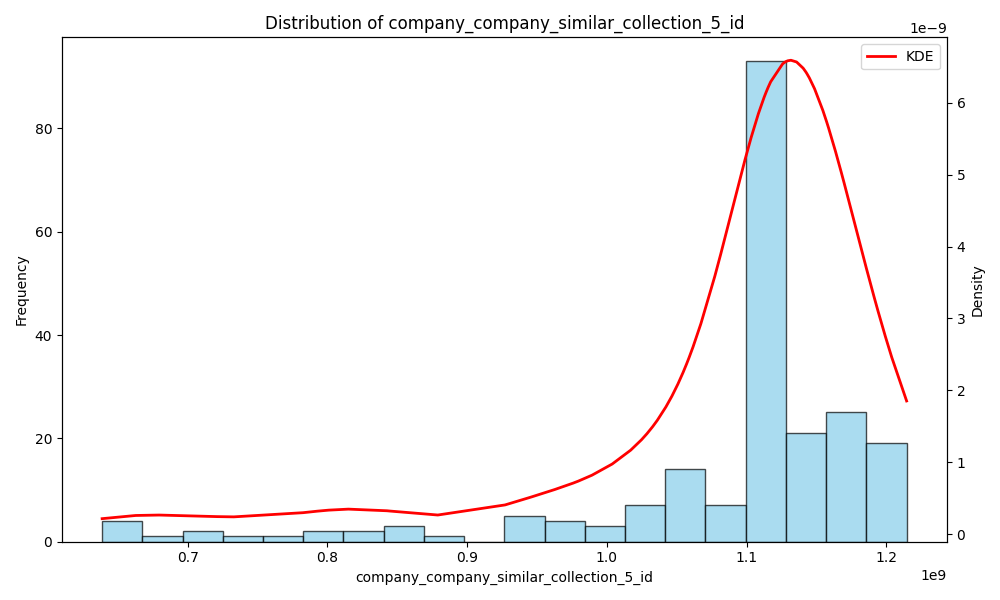 Distribution of company_company_similar_collection_5_id
1e−9
KDE
Frequency
0
20
40
60
80
Density
0
1
2
3
4
5
6
0.7 0.8 0.9 1.0 1.1 1.2
1e9
company_company_similar_collection_5_id